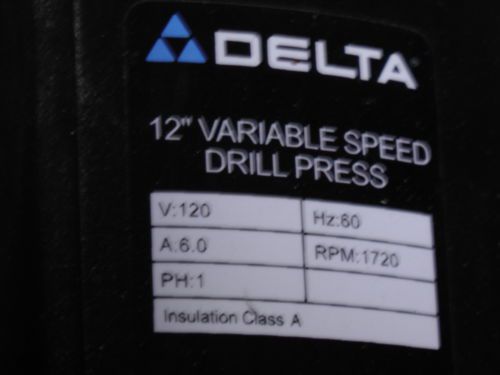 DELTA
12" VARIABLE SPEED
DRILL PRESS
V:120 Hz:60
A.6.0 RPM:1720
PH:1
Insulation Class A